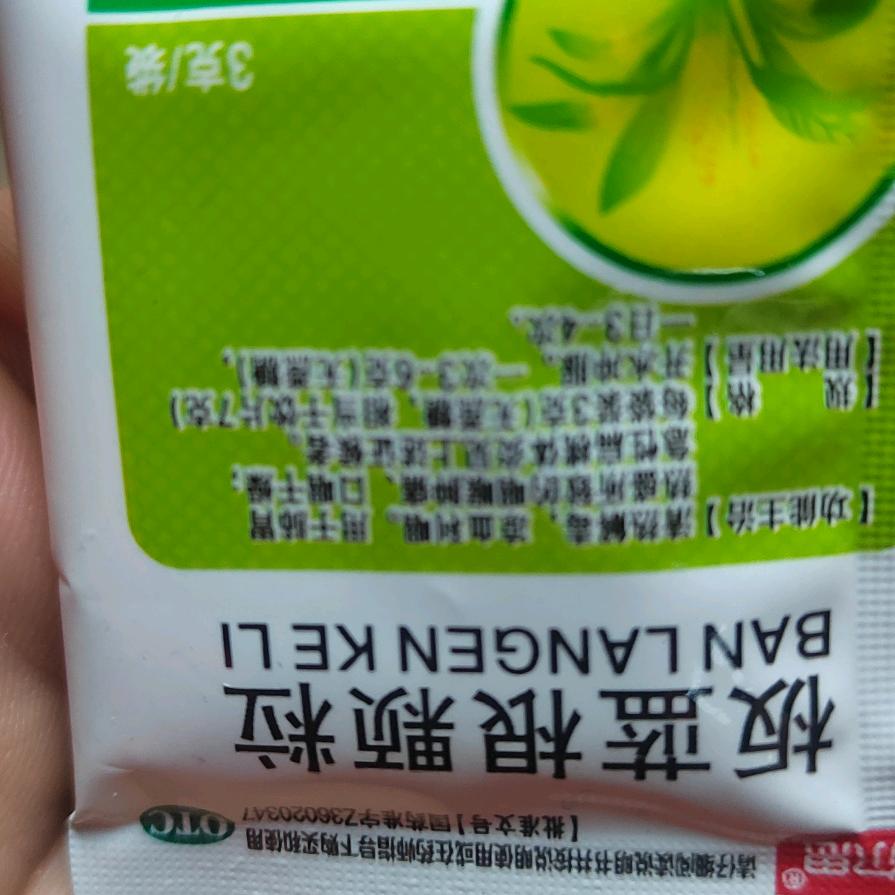 请仔细阅读说明书并按说明使用或在药师指导下购买和使用
【批准文号】国药准字Z36020347
OTC
板蓝根颗粒
BAN LANGEN KE LI
【功能主治】清热解毒,凉血利咽。用于肺胃
热盛所致的咽喉肿痛、口咽干燥;
急性扁桃体炎见上述证候者。
【规 格】每袋装3克(无蔗糖,相当于饮片7克)
【用法用量】开水冲服。一次3-6克(无蔗糖),
一日3-4次。
3克/袋